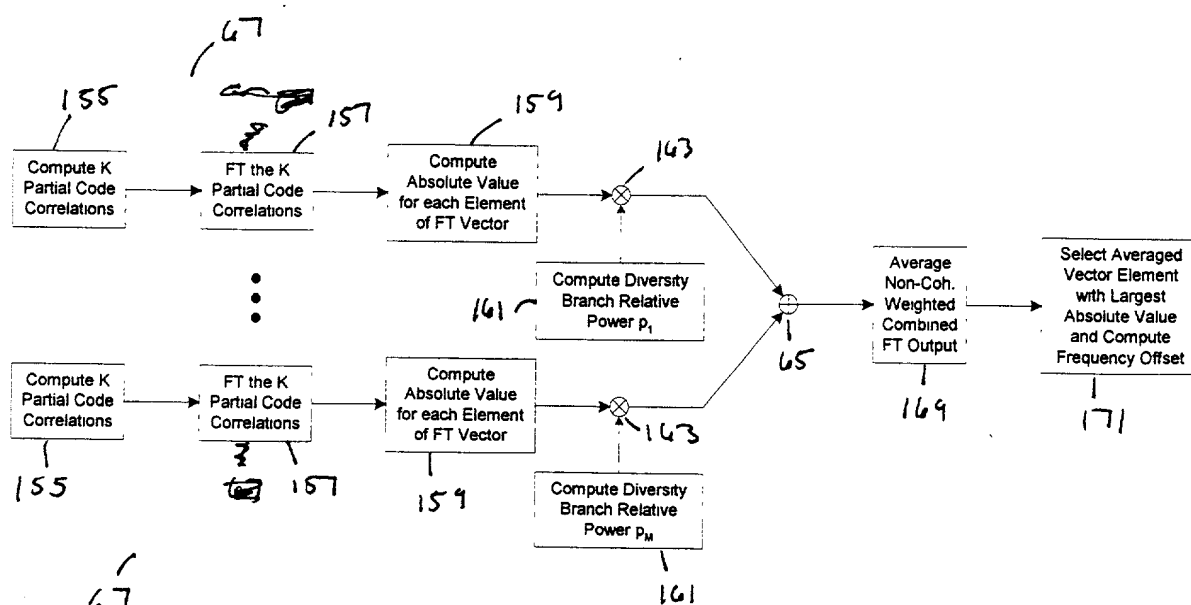 67
155
157
159
163
Compute K
Partial Code
Correlations
FT the K
Partial Code
Correlations
Compute
Absolute Value
for each Element
of FT Vector
161
Compute Diversity
Branch Relative
Power p₁
65
Average
Non-Coh.
Weighted
Combined
FT Output
169
Select Averaged
Vector Element
with Largest
Absolute Value
and Compute
Frequency Offset
171
Compute K
Partial Code
Correlations
155
FT the K
Partial Code
Correlations
157
Compute
Absolute Value
for each Element
of FT Vector
159
163
Compute Diversity
Branch Relative
Power pM
161
67